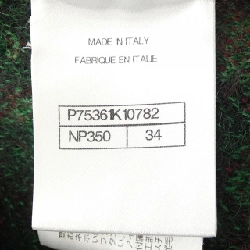 MADE IN ITALY
FABRIQUE EN ITALIE
P75361K10782
NP350 34